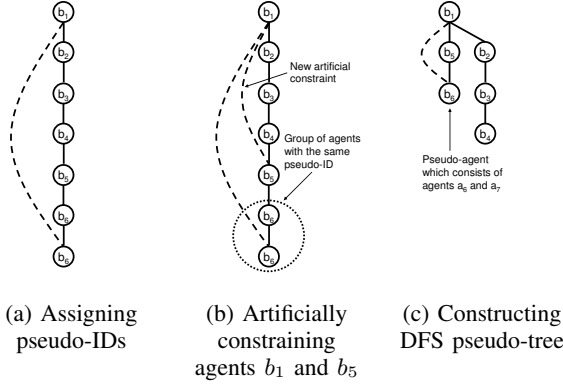 b1
b2
b3
b4
b5
b6
b6
(a) Assigning
pseudo-IDs
b1
b2
New artificial
constraint
b3
b4
Group of agents
with the same
pseudo-ID
b5
b6
b6
(b) Artificially
constraining
agents b1 and b5
b1
b5
b2
b6
b3
b4
Pseudo-agent
which consists of
agents a6 and a7
(c) Constructing
DFS pseudo-tree